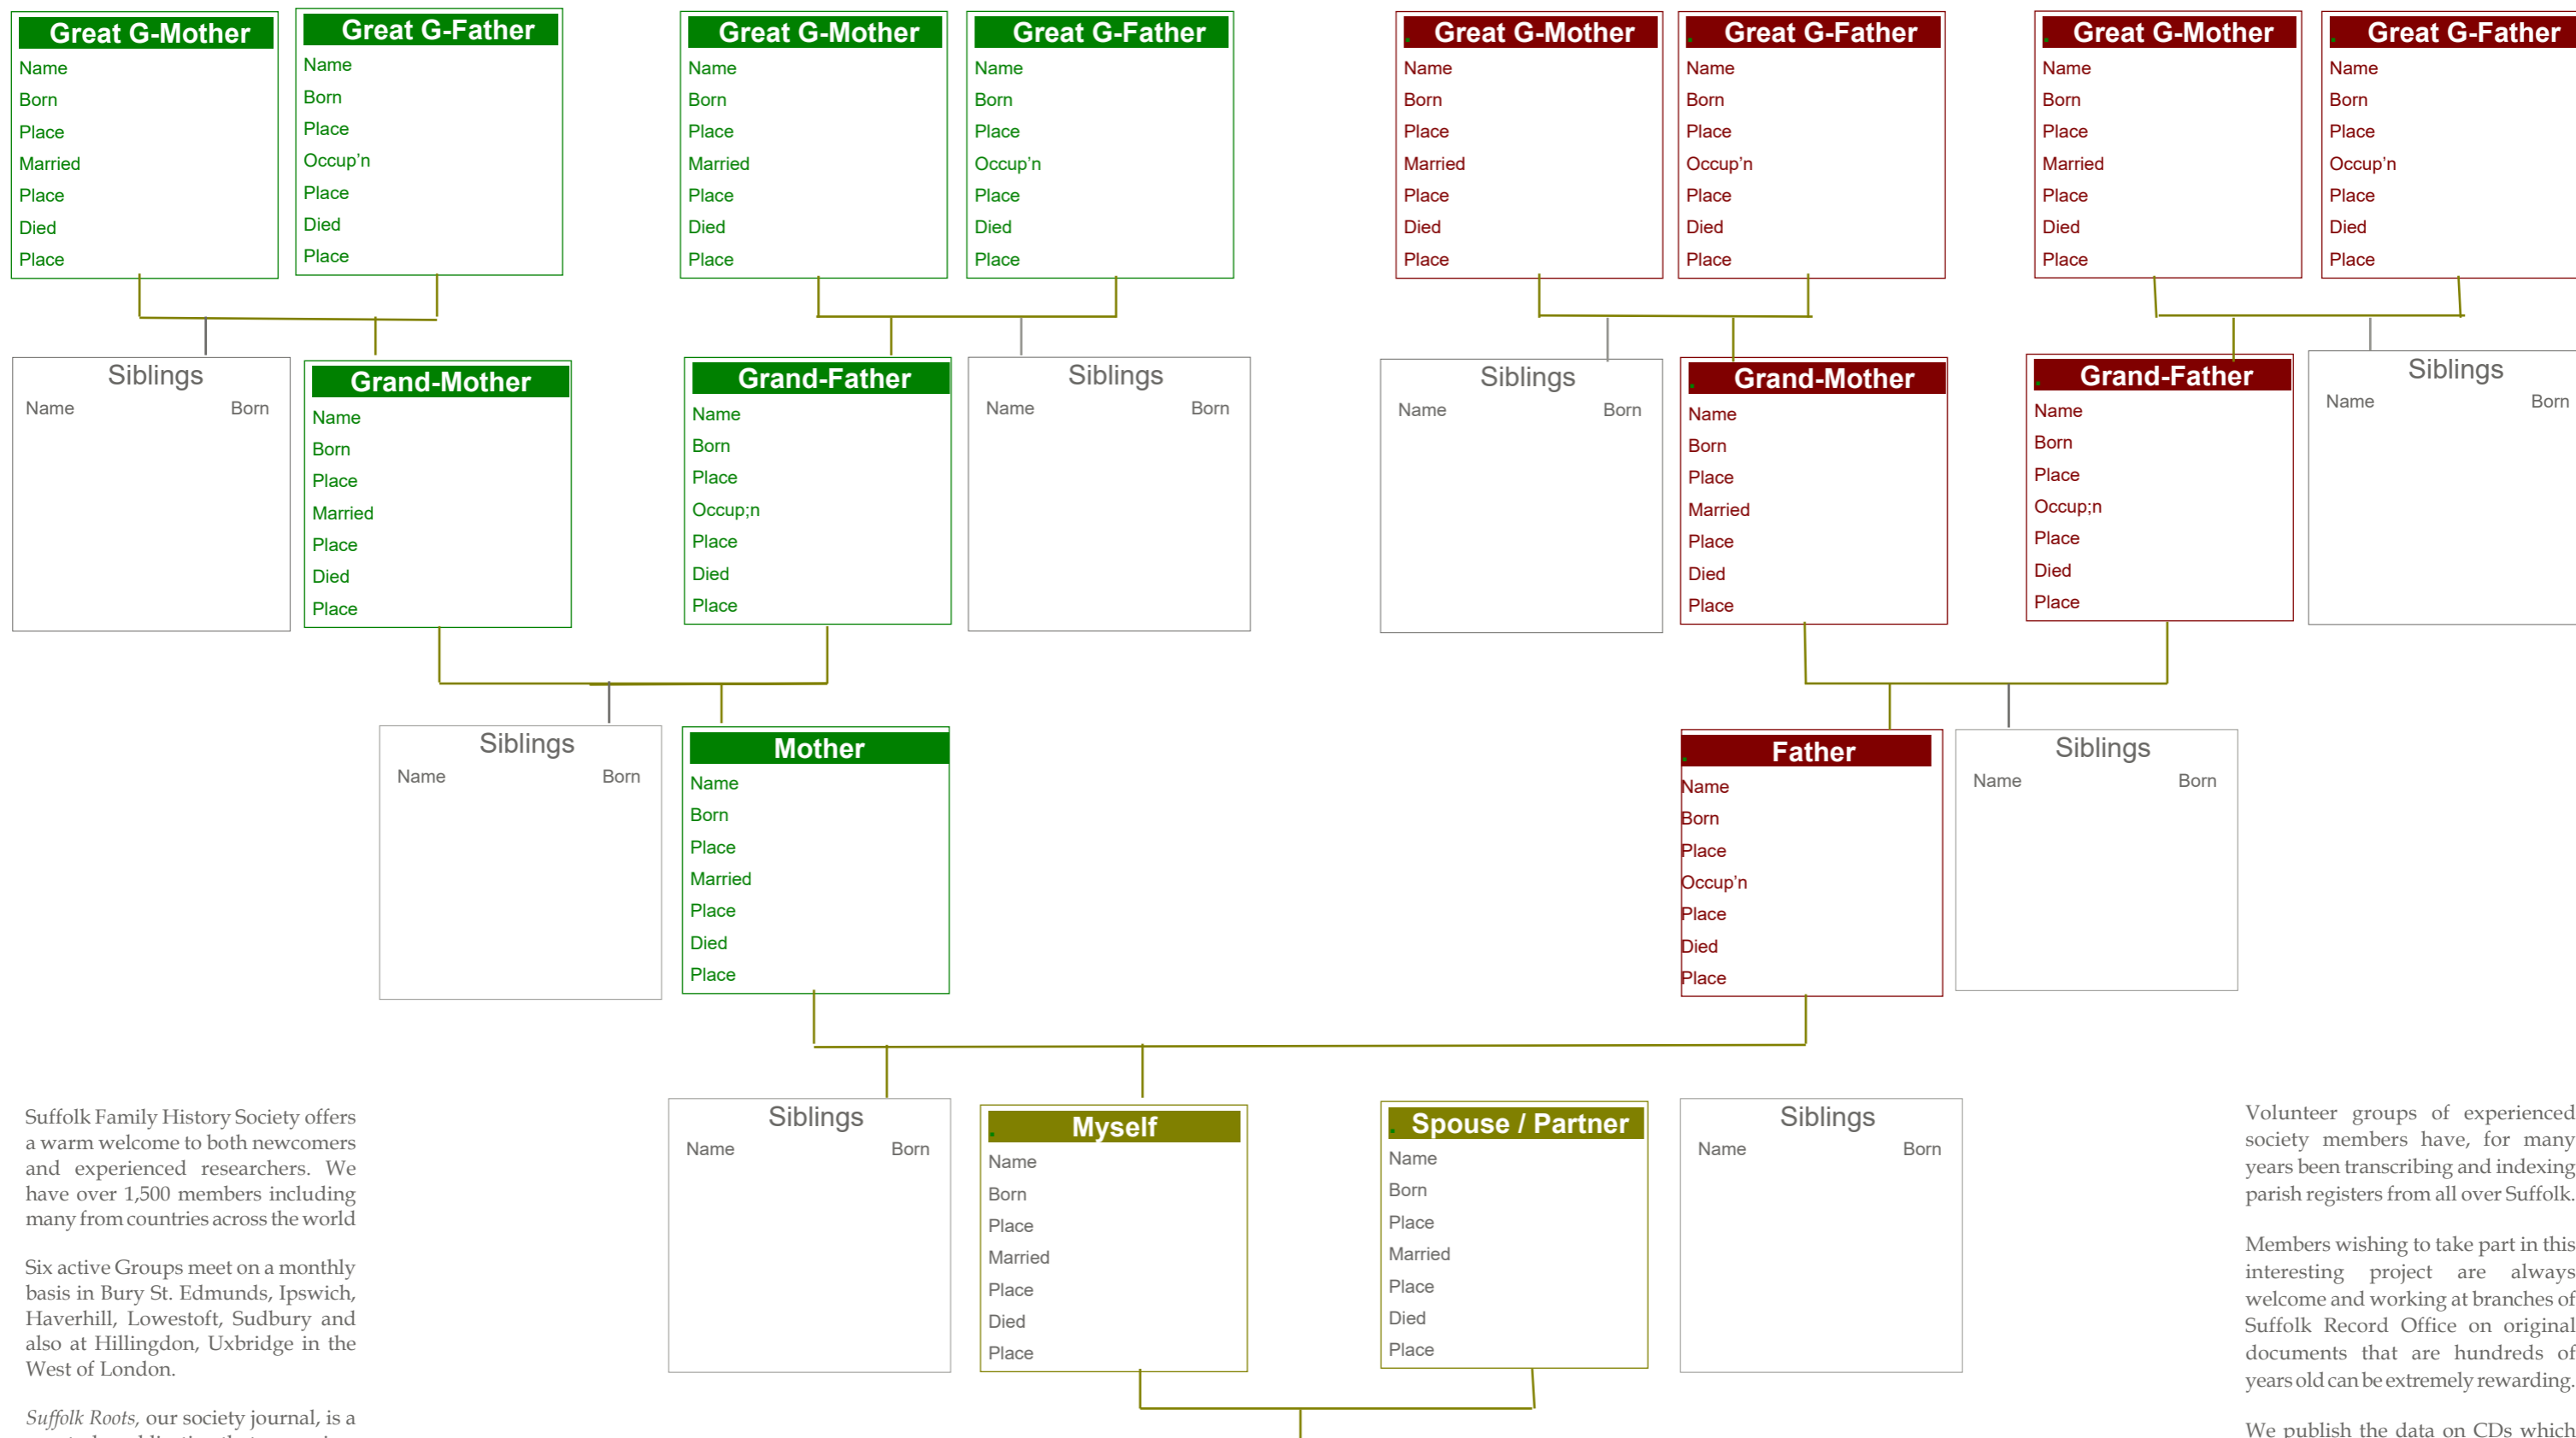 Great G-Mother
Name
Born
Place
Married
Place
Died
Place
Great G-Father
Name
Born
Place
Occup'n
Place
Died
Place
Great G-Mother
Name
Born
Place
Married
Place
Died
Place
Great G-Father
Name
Born
Place
Occup'n
Place
Died
Place
Great G-Mother
Name
Born
Place
Married
Place
Died
Place
Great G-Father
Name
Born
Place
Occup'n
Place
Died
Place
Great G-Mother
Name
Born
Place
Married
Place
Died
Place
Great G-Father
Name
Born
Place
Occup'n
Place
Died
Place
Siblings
Name Born
Grand-Mother
Name
Born
Place
Married
Place
Died
Place
Grand-Father
Name
Born
Place
Occup;n
Place
Died
Place
Siblings
Name Born
Siblings
Name Born
Grand-Mother
Name
Born
Place
Married
Place
Died
Place
Grand-Father
Name
Born
Place
Occup;n
Place
Died
Place
Siblings
Name Born
Siblings
Name Born
Mother
Name
Born
Place
Married
Place
Died
Place
Father
Name
Born
Place
Occup'n
Place
Died
Place
Siblings
Name Born
Suffolk Family History Society offers
a warm welcome to both newcomers
and experienced researchers. We
have over 1,500 members including
many from countries across the world
Six active Groups meet on a monthly
basis in Bury St. Edmunds, Ipswich,
Haverhill, Lowestoft, Sudbury and
also at Hillingdon, Uxbridge in the
West of London.
Suffolk Roots, our society journal, is a
Siblings
Name Born
Myself
Name
Born
Place
Married
Place
Died
Place
Spouse / Partner
Name
Born
Place
Married
Place
Died
Place
Siblings
Name Born
Volunteer groups of experienced
society members have, for many
years been transcribing and indexing
parish registers from all over Suffolk.
Members wishing to take part in this
interesting project are always
welcome and working at branches of
Suffolk Record Office on original
documents that are hundreds of
years old can be extremely rewarding.
We publish the data on CDs which